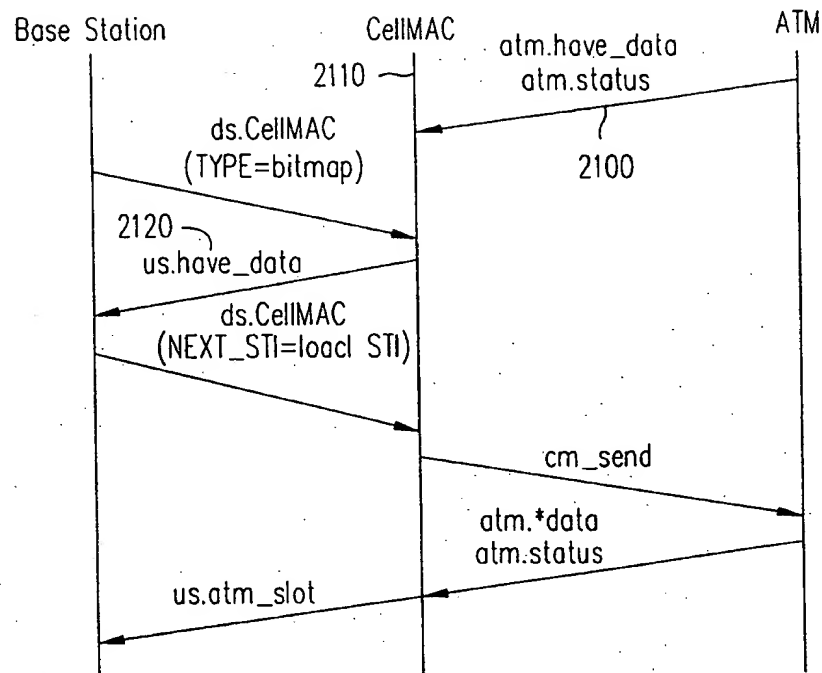 Base Station
CellMAC
ATM
2110
atm.have_data
atm.status
2100
ds.CellMAC
(TYPE=bitmap)
2120
us.have_data
ds.CellMAC
(NEXT_STI=loacl STI)
cm_send
atm.*data
atm.status
us.atm_slot